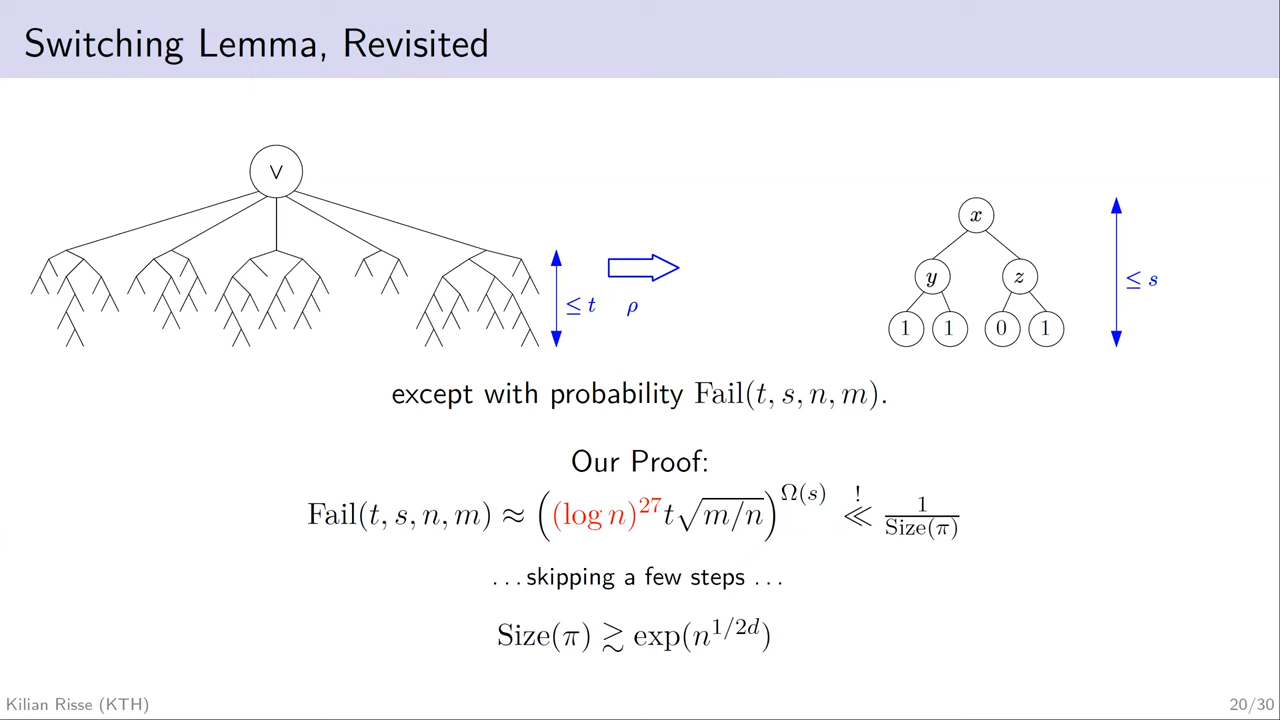 Switching Lemma, Revisited
∨
x
y z
1 1 0 1
≤ t
ρ
≤ s
except with probability Fail(t, s, n, m).
Our Proof:
Fail(t, s, n, m) ≈ ((log n)^{27} t√(m/n))^{Ω(s)} ≪^{!} 1/Size(π)
...skipping a few steps ...
Size(π) ≳ exp(n^{1/2d})
Kilian Risse (KTH)
20/30